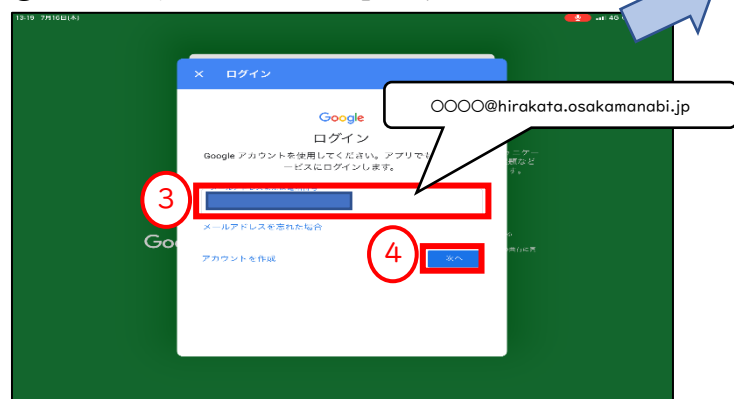 13:19 7月16日(木)
4G
× ログイン
○○○○@hirakata.osakamanabi.jp
Google
ログイン
Google アカウントを使用してください。アプリで
ービスにログインします。
③
メールアドレスを忘れた場合
Go
アカウントを作成
④
次へ